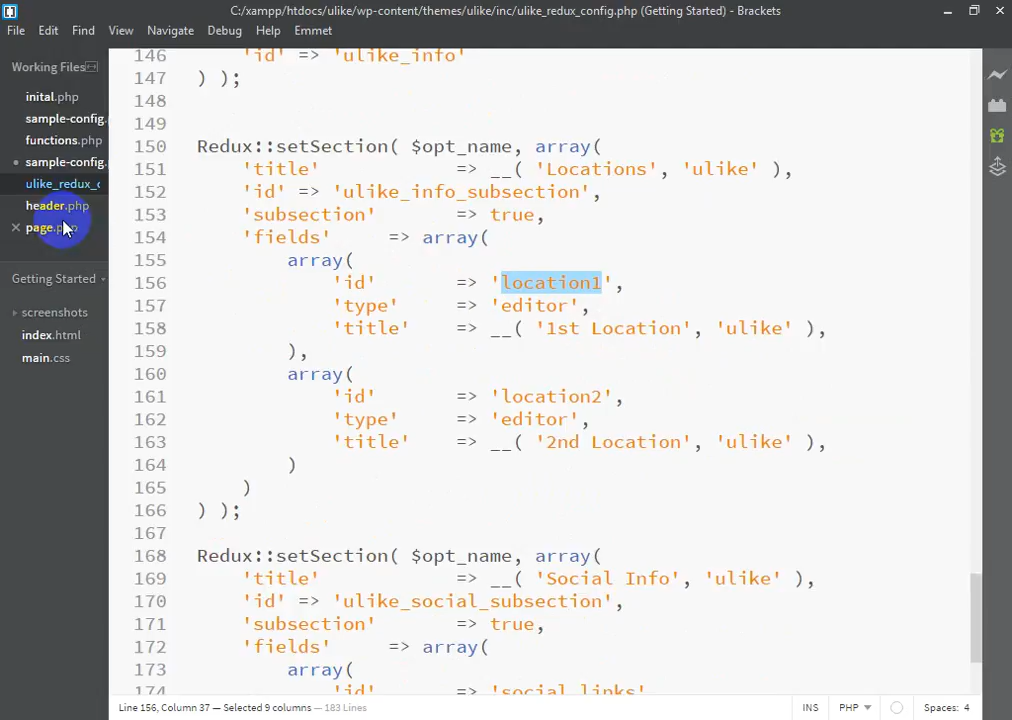 C:/xampp/htdocs/ulike/wp-content/themes/ulike/inc/ulike_redux_config.php (Getting Started) - Brackets
File Edit Find View Navigate Debug Help Emmet
Working Files
inital.php
sample-config.
functions.php
sample-config.
ulike_redux_c
header.php
page.php
Getting Started
screenshots
index.html
main.css
146 'id' => 'ulike_info'
147 ) );
148
149
150 Redux::setSection( $opt_name, array(
151 'title' => __( 'Locations', 'ulike' ),
152 'id' => 'ulike_info_subsection',
153 'subsection' => true,
154 'fields' => array(
155 array(
156 'id' => 'location1',
157 'type' => 'editor',
158 'title' => __( '1st Location', 'ulike' ),
159 ),
160 array(
161 'id' => 'location2',
162 'type' => 'editor',
163 'title' => __( '2nd Location', 'ulike' ),
164 )
165 )
166 ) );
167
168 Redux::setSection( $opt_name, array(
169 'title' => __( 'Social Info', 'ulike' ),
170 'id' => 'ulike_social_subsection',
171 'subsection' => true,
172 'fields' => array(
173 array(
174 'id' => 'social_links'
Line 156, Column 37 — Selected 9 columns — 183 Lines
INS PHP Spaces: 4